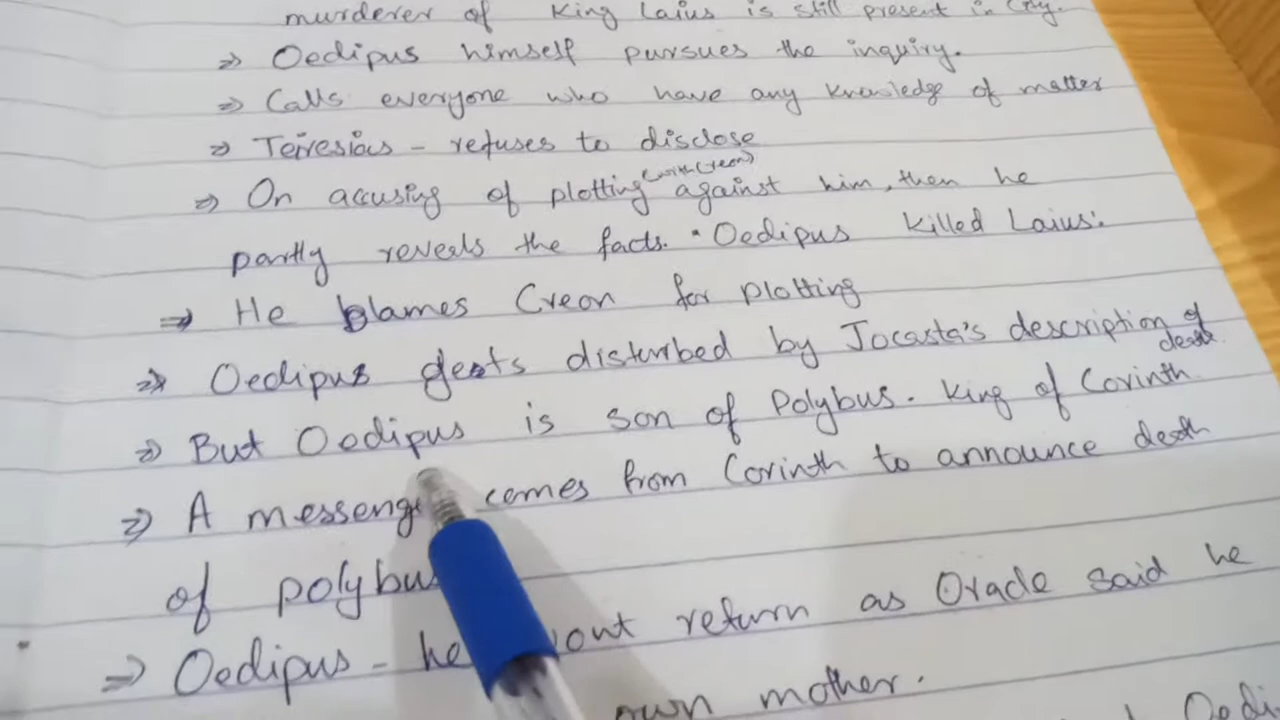 murderer of King Laius is still present in City.
⇒ Oedipus himself pursues the inquiry.
⇒ Calls everyone who have any knowledge of matter
⇒ Teiresias - refuses to disclose
⇒ On accusing of plotting (with Creon) against him, then he
partly reveals the facts. "Oedipus killed Laius."
⇒ He blames Creon for plotting
⇒ Oedipus gets disturbed by Jocasta's description of death.
⇒ But Oedipus is son of Polybus. King of Corinth
⇒ A messeng comes from Corinth to announce death
of polybu
⇒ Oedipus - he return as Oracle said he
own mother.
Oedi